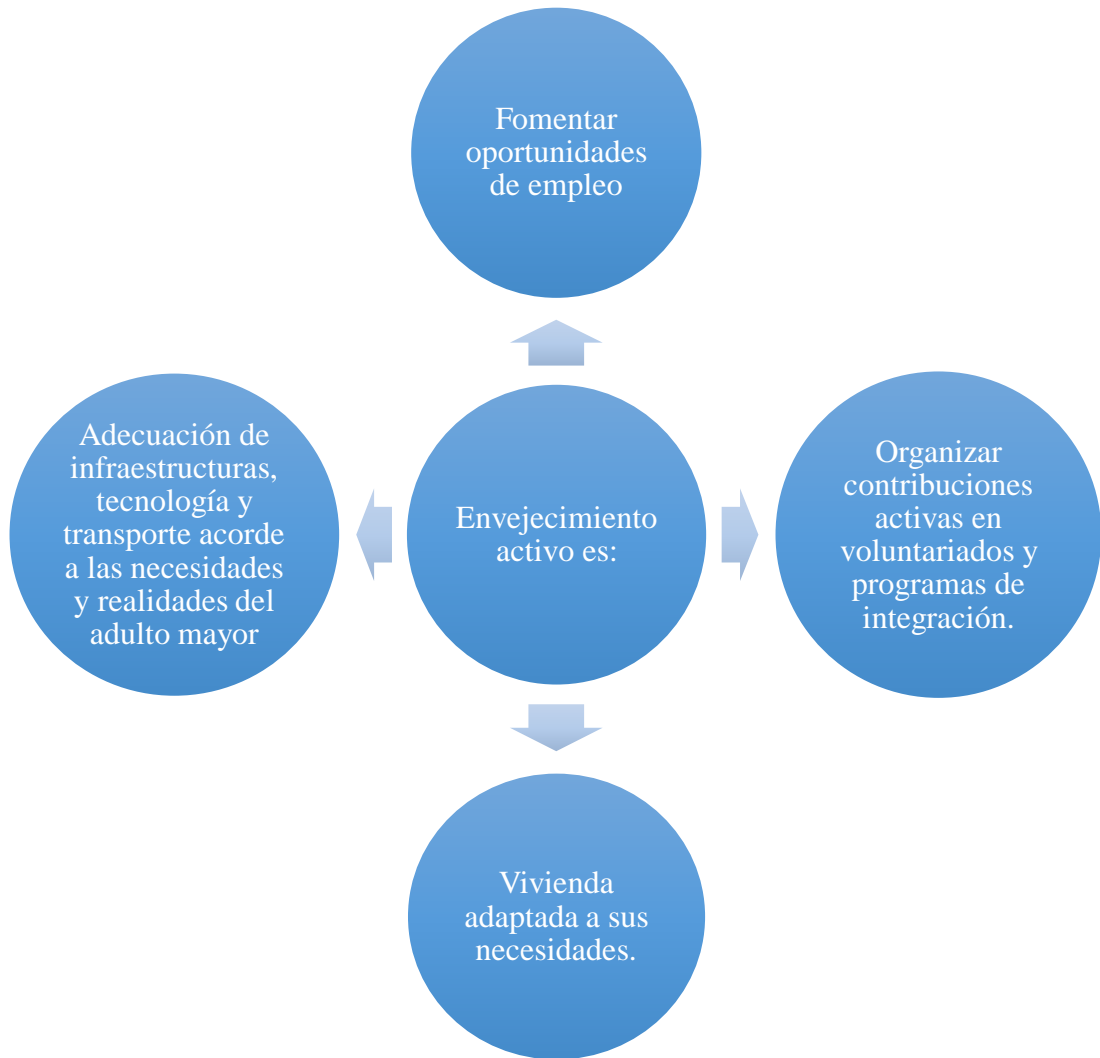 Fomentar
oportunidades
de empleo
Adecuación de
infraestructuras,
tecnología y
transporte acorde
a las necesidades
y realidades del
adulto mayor
Envejecimiento
activo es:
Organizar
contribuciones
activas en
voluntariados y
programas de
integración.
Vivienda
adaptada a sus
necesidades.